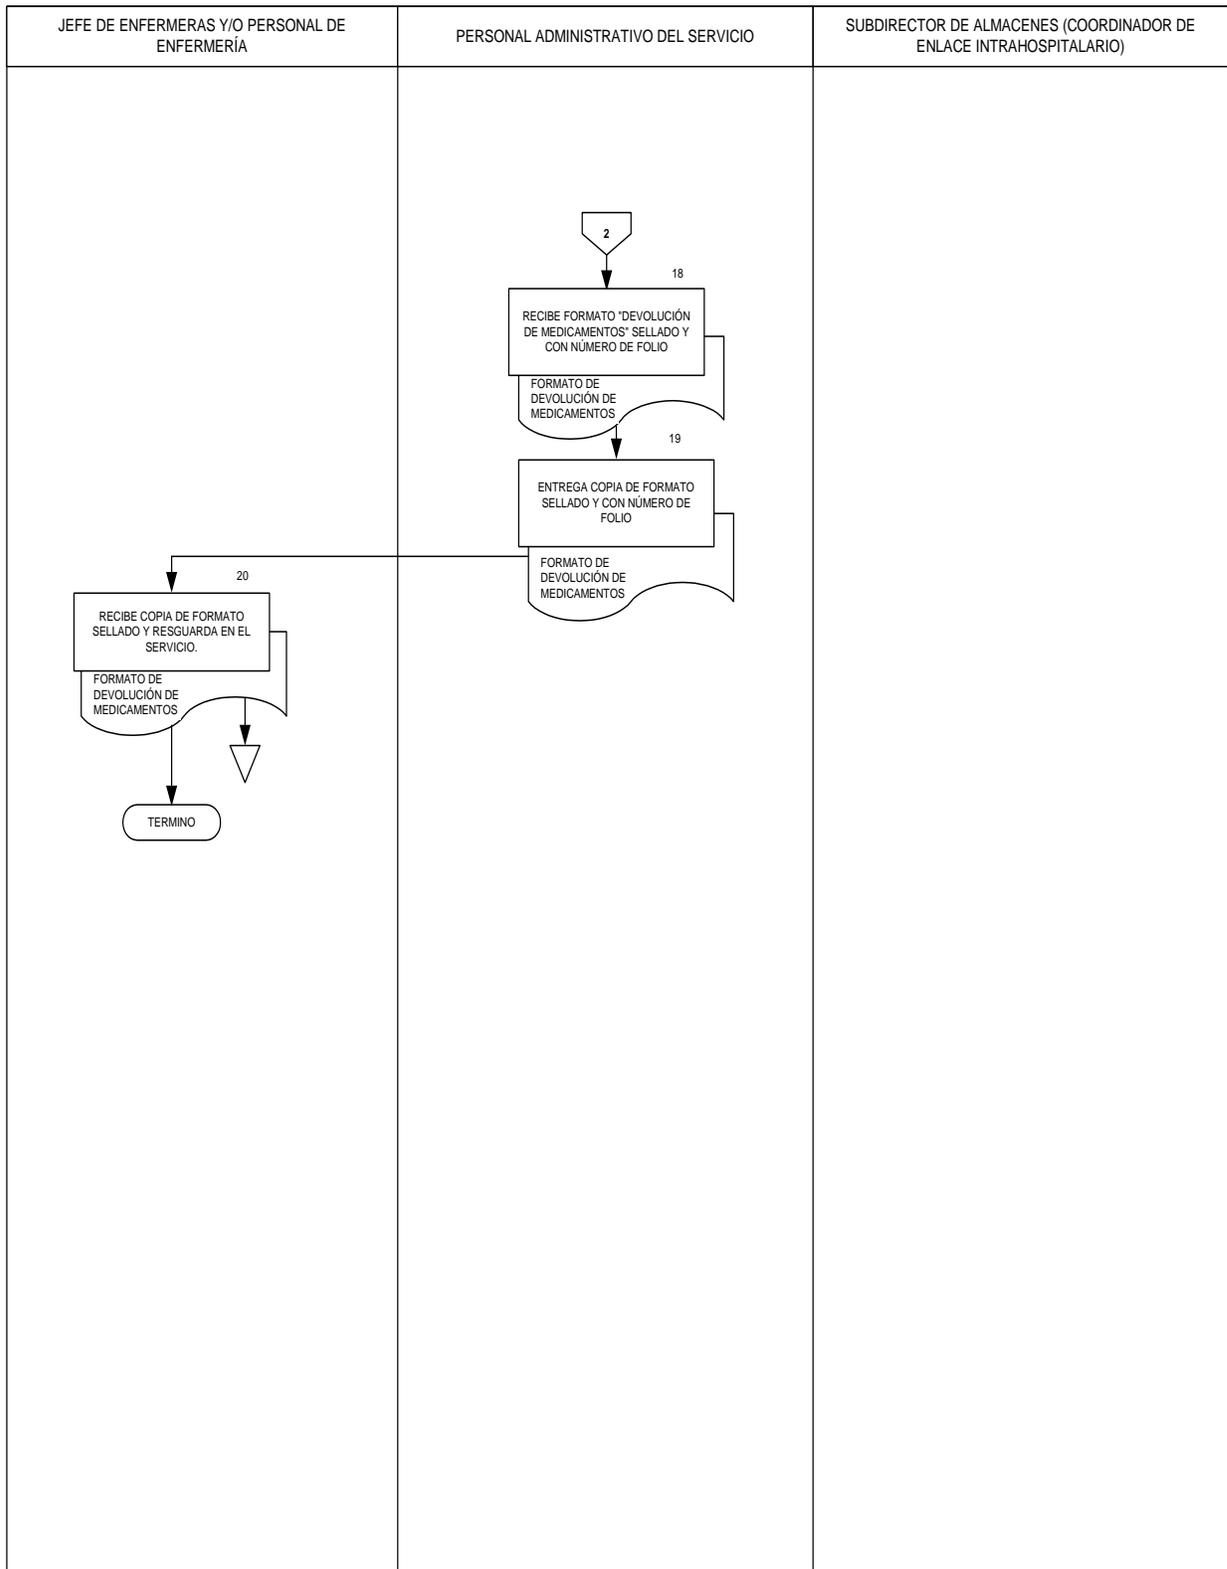 JEFE DE ENFERMERAS Y/O PERSONAL DE
ENFERMERÍA
PERSONAL ADMINISTRATIVO DEL SERVICIO
SUBDIRECTOR DE ALMACENES (COORDINADOR DE
ENLACE INTRAHOSPITALARIO)
2
18
RECIBE FORMATO "DEVOLUCIÓN
DE MEDICAMENTOS" SELLADO Y
CON NÚMERO DE FOLIO
FORMATO DE
DEVOLUCIÓN DE
MEDICAMENTOS
19
ENTREGA COPIA DE FORMATO
SELLADO Y CON NÚMERO DE
FOLIO
FORMATO DE
DEVOLUCIÓN DE
MEDICAMENTOS
20
RECIBE COPIA DE FORMATO
SELLADO Y RESGUARDA EN EL
SERVICIO.
FORMATO DE
DEVOLUCIÓN DE
MEDICAMENTOS
TERMINO